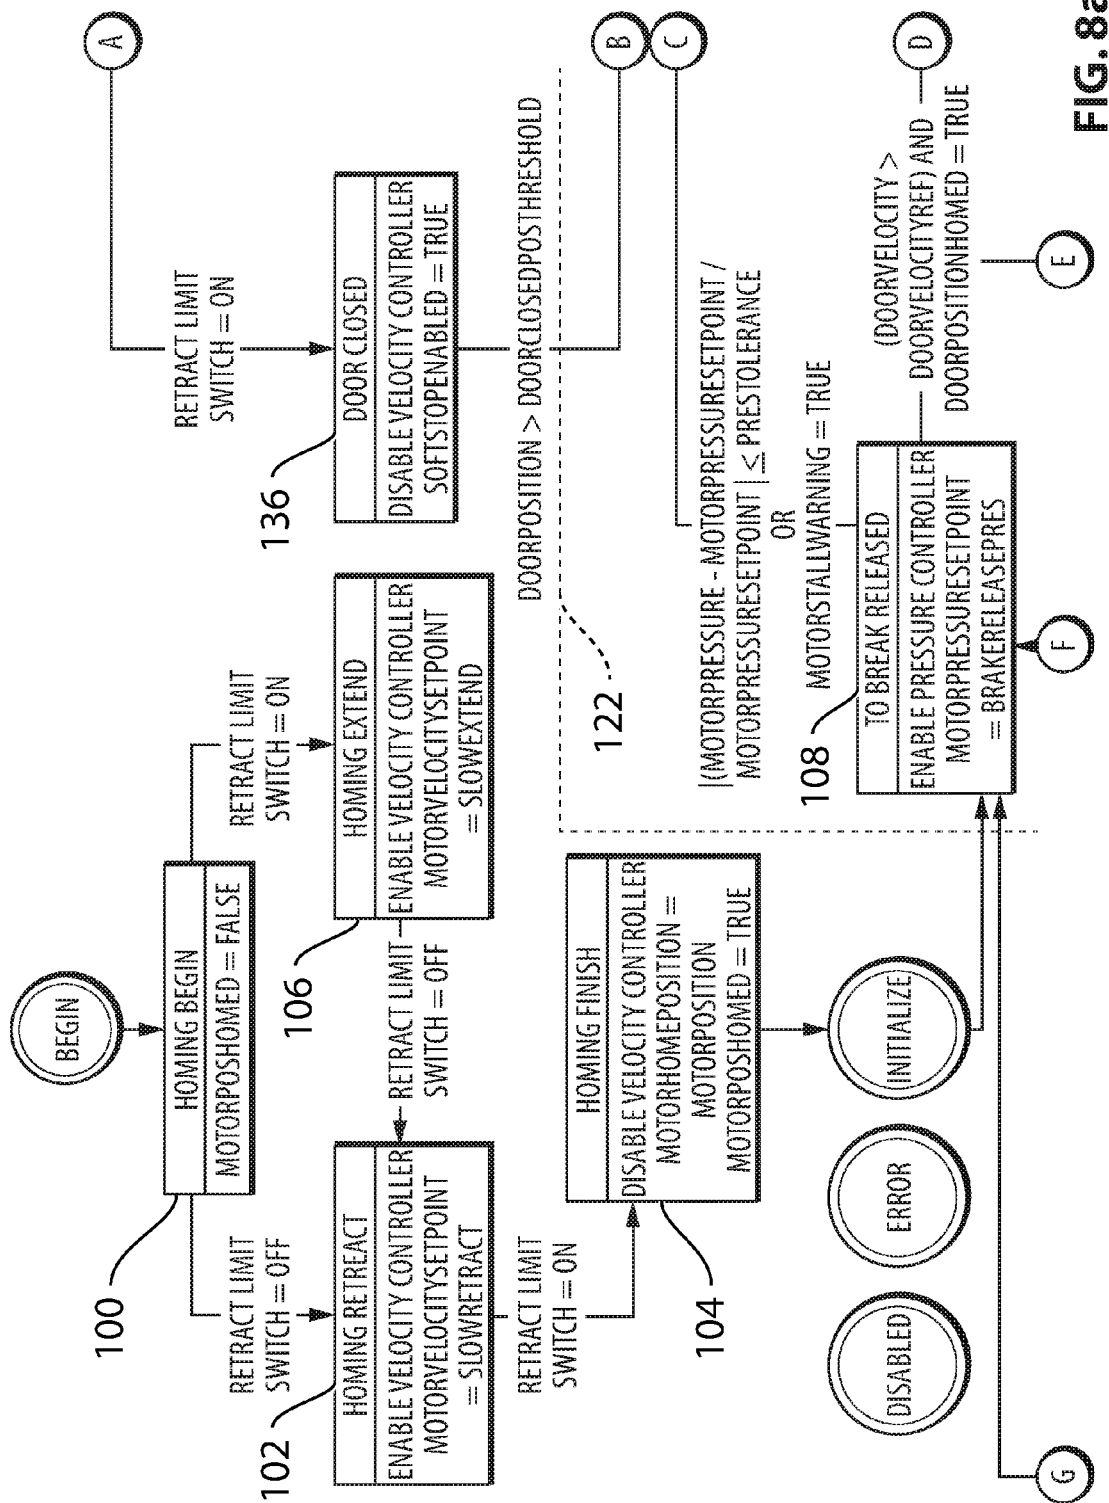 BEGIN
100
HOMING BEGIN
MOTORPOSHOMED = FALSE
RETRACT LIMIT
SWITCH = OFF
RETRACT LIMIT
SWITCH = ON
102
HOMING RETREACT
ENABLE VELOCITY CONTROLLER
MOTORVELOCITYSETPOINT
= SLOWRETRACT
RETRACT LIMIT
SWITCH = OFF
106
HOMING EXTEND
ENABLE VELOCITY CONTROLLER
MOTORVELOCITYSETPOINT
= SLOWEXTEND
RETRACT LIMIT
SWITCH = ON
A
136
DOOR CLOSED
DISABLE VELOCITY CONTROLLER
SOFTSTOPENABLED = TRUE
DOORPOSITION > DOORCLOSEDPOSTHRESHOLD
RETRACT LIMIT
SWITCH = ON
104
HOMING FINISH
DISABLE VELOCITY CONTROLLER
MOTORHOMEPOSITION =
MOTORPOSITION
MOTORPOSHOMED = TRUE
122
B
C
|(MOTORPRESSURE - MOTORPRESSURESETPOINT /
MOTORPRESSURESETPOINT | ≤ PRESTOLERANCE
OR
MOTORSTALLWARNING = TRUE
108
TO BREAK RELEASED
ENABLE PRESSURE CONTROLLER
MOTORPRESSURESETPOINT
= BRAKERELEASEPRES
(DOORVELOCITY >
DOORVELOCITYREF) AND
DOORPOSITIONHOMED = TRUE
D
E
F
DISABLED
ERROR
INITIALIZE
G
FIG. 8a